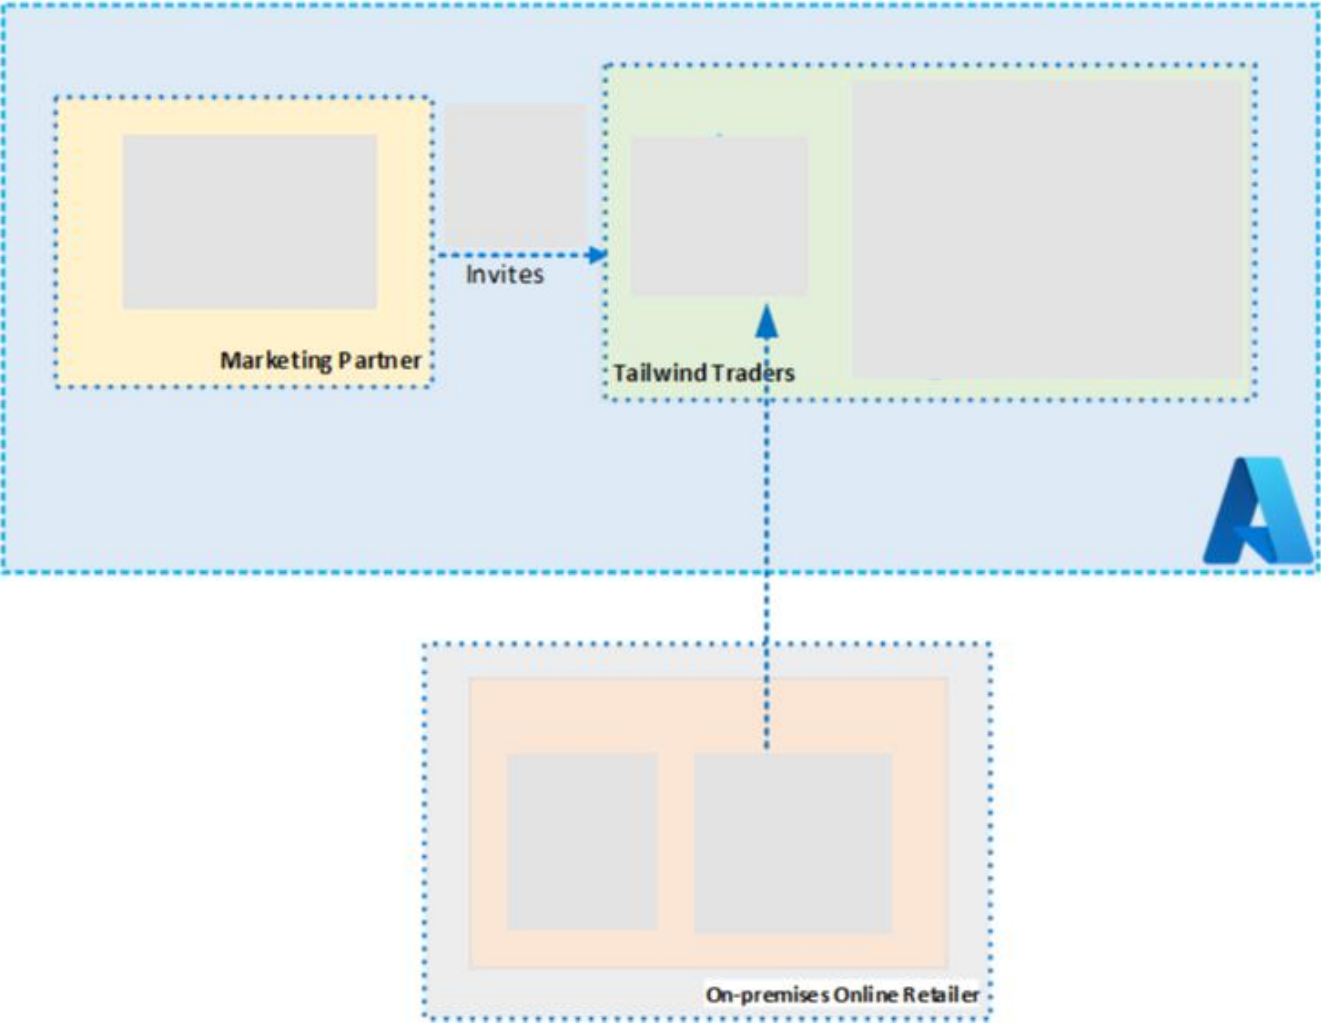 Invites
Marketing Partner
Tailwind Traders
On-premises Online Retailer